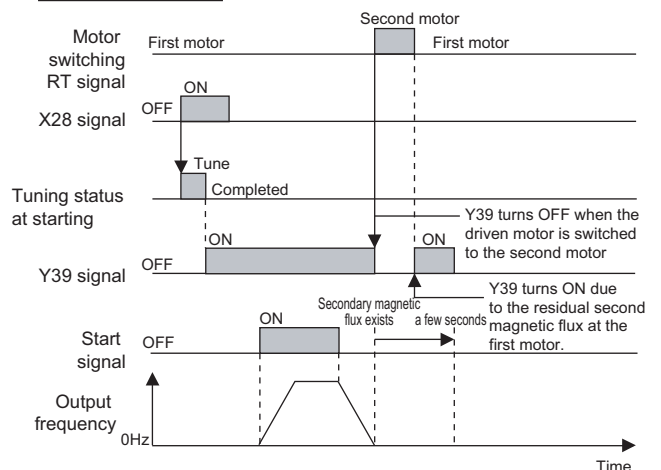 Second motor
Motor
switching
RT signal
First motor
First motor
ON
X28 signal
OFF
Tune
Completed
Tuning status
at starting
Y39 turns OFF when the
driven motor is switched
to the second motor
ON
ON
Y39 signal
OFF
Y39 turns ON due
to the residual second
magnetic flux at the
first motor.
Secondary magnetic
flux exists
a few seconds
ON
Start
signal
OFF
Output
frequency
0Hz
Time